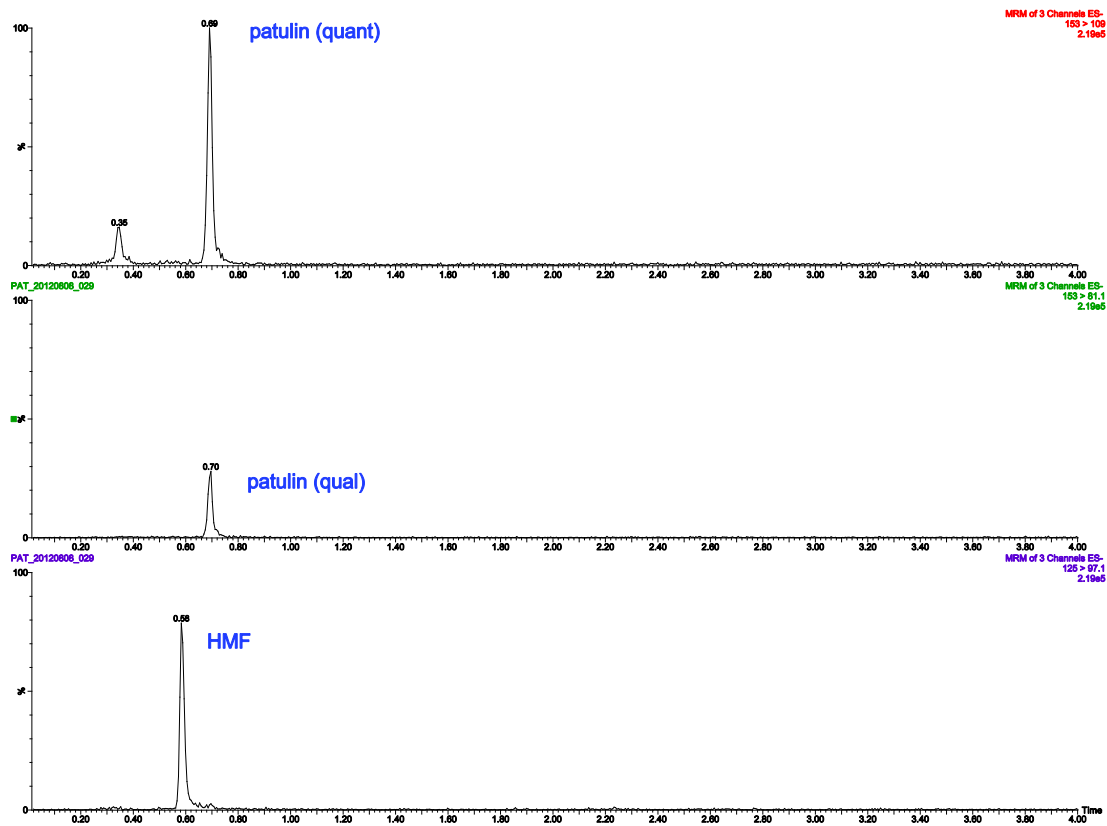 MRM of 3 Channels ES-
153 > 109
2.19e5
100
0.69
patulin (quant)
%
0.35
0
0.20 0.40 0.60 0.80 1.00 1.20 1.40 1.60 1.80 2.00 2.20 2.40 2.60 2.80 3.00 3.20 3.40 3.60 3.80 4.00
PAT_20120608_029
MRM of 3 Channels ES-
153 > 81.1
2.19e5
100
%
0.70
patulin (qual)
0
0.20 0.40 0.60 0.80 1.00 1.20 1.40 1.60 1.80 2.00 2.20 2.40 2.60 2.80 3.00 3.20 3.40 3.60 3.80 4.00
PAT_20120608_029
MRM of 3 Channels ES-
125 > 97.1
2.19e5
100
0.58
HMF
%
0
Time
0.20 0.40 0.60 0.80 1.00 1.20 1.40 1.60 1.80 2.00 2.20 2.40 2.60 2.80 3.00 3.20 3.40 3.60 3.80 4.00